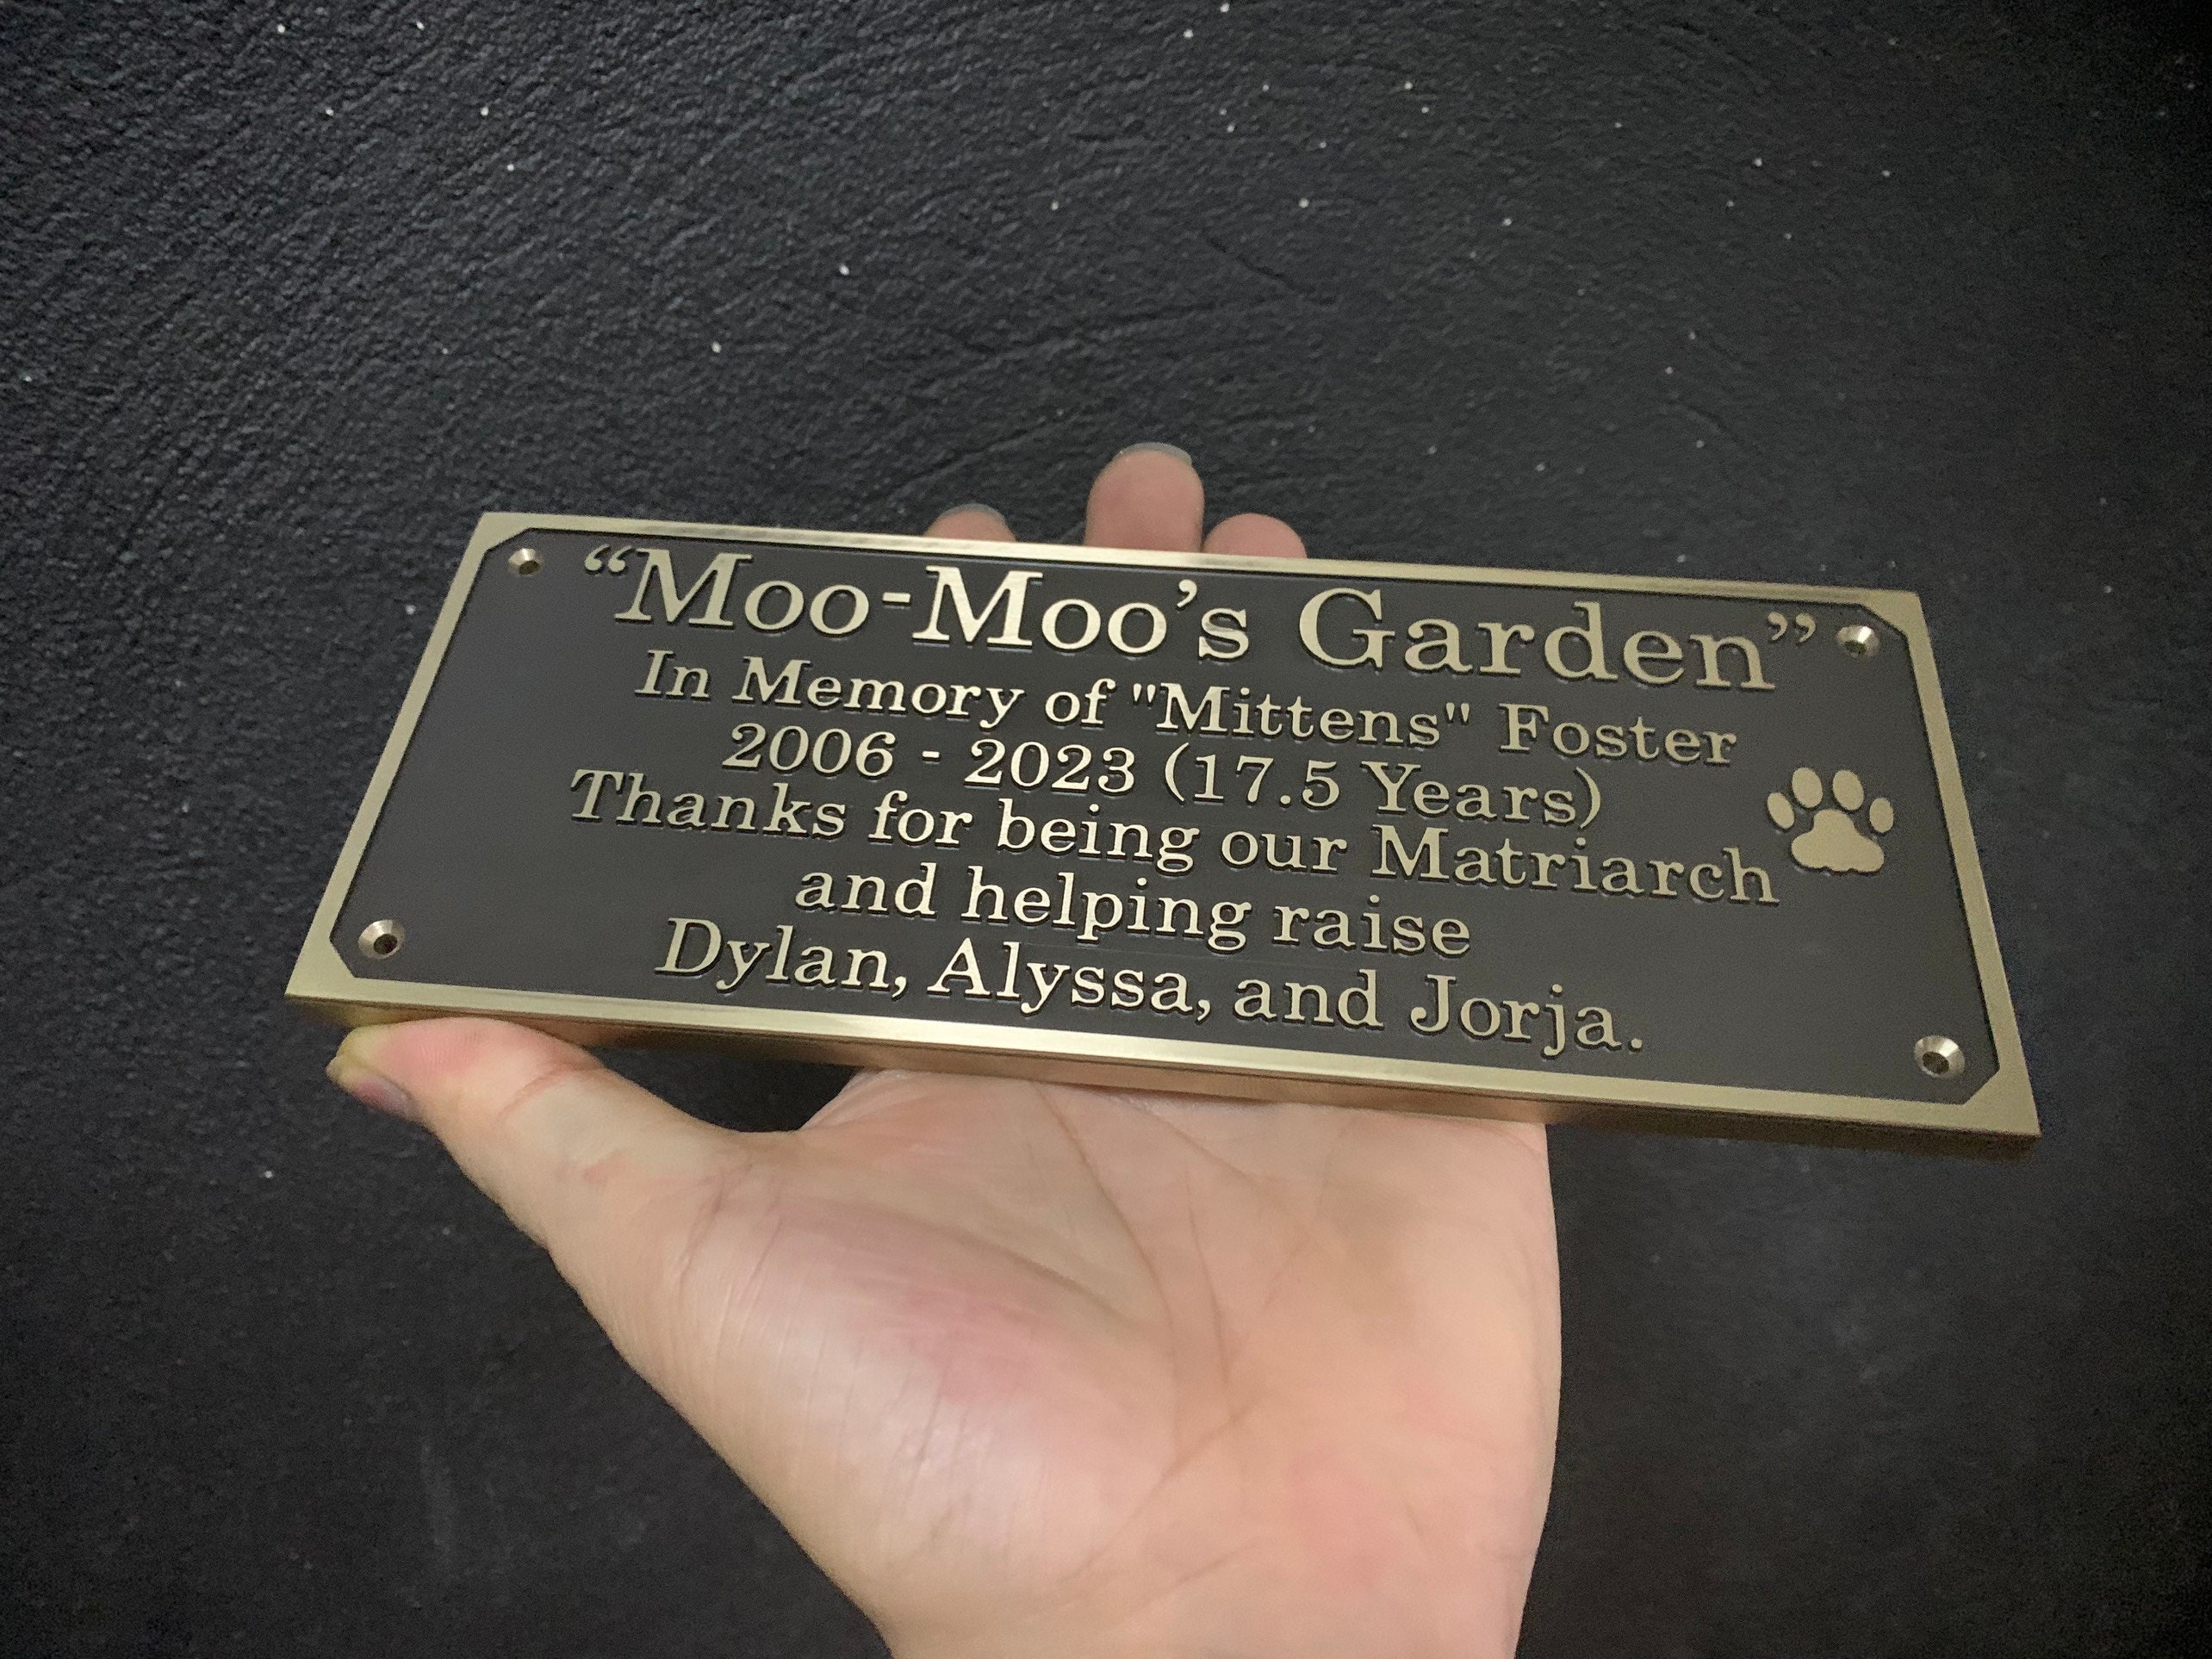 “Moo-Moo’s Garden”
In Memory of "Mittens" Foster
2006 - 2023 (17.5 Years)
Thanks for being our Matriarch
and helping raise
Dylan, Alyssa, and Jorja.